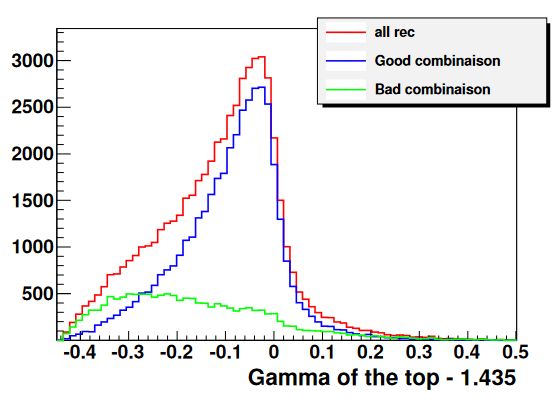 all rec
Good combinaison
Bad combinaison
3000
2500
2000
1500
1000
500
-0.4 -0.3 -0.2 -0.1 0 0.1 0.2 0.3 0.4 0.5
Gamma of the top - 1.435